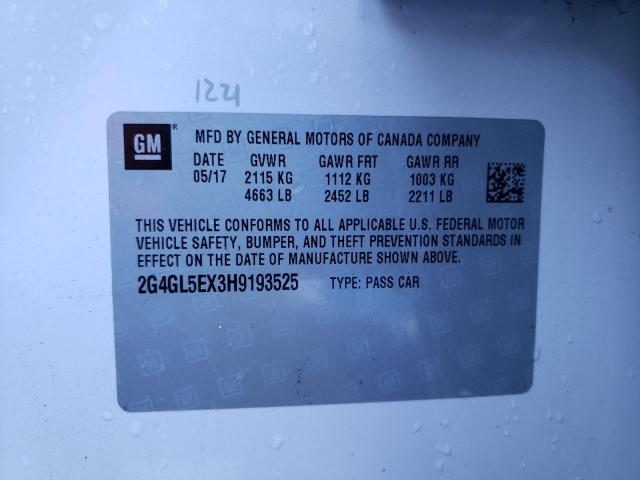 1221
GM®
MFD BY GENERAL MOTORS OF CANADA COMPANY
DATE GVWR GAWR FRT GAWR RR
05/17 2115 KG 1112 KG 1003 KG
4663 LB 2452 LB 2211 LB
THIS VEHICLE CONFORMS TO ALL APPLICABLE U.S. FEDERAL MOTOR
VEHICLE SAFETY, BUMPER, AND THEFT PREVENTION STANDARDS IN
EFFECT ON THE DATE OF MANUFACTURE SHOWN ABOVE.
2G4GL5EX3H9193525 TYPE: PASS CAR